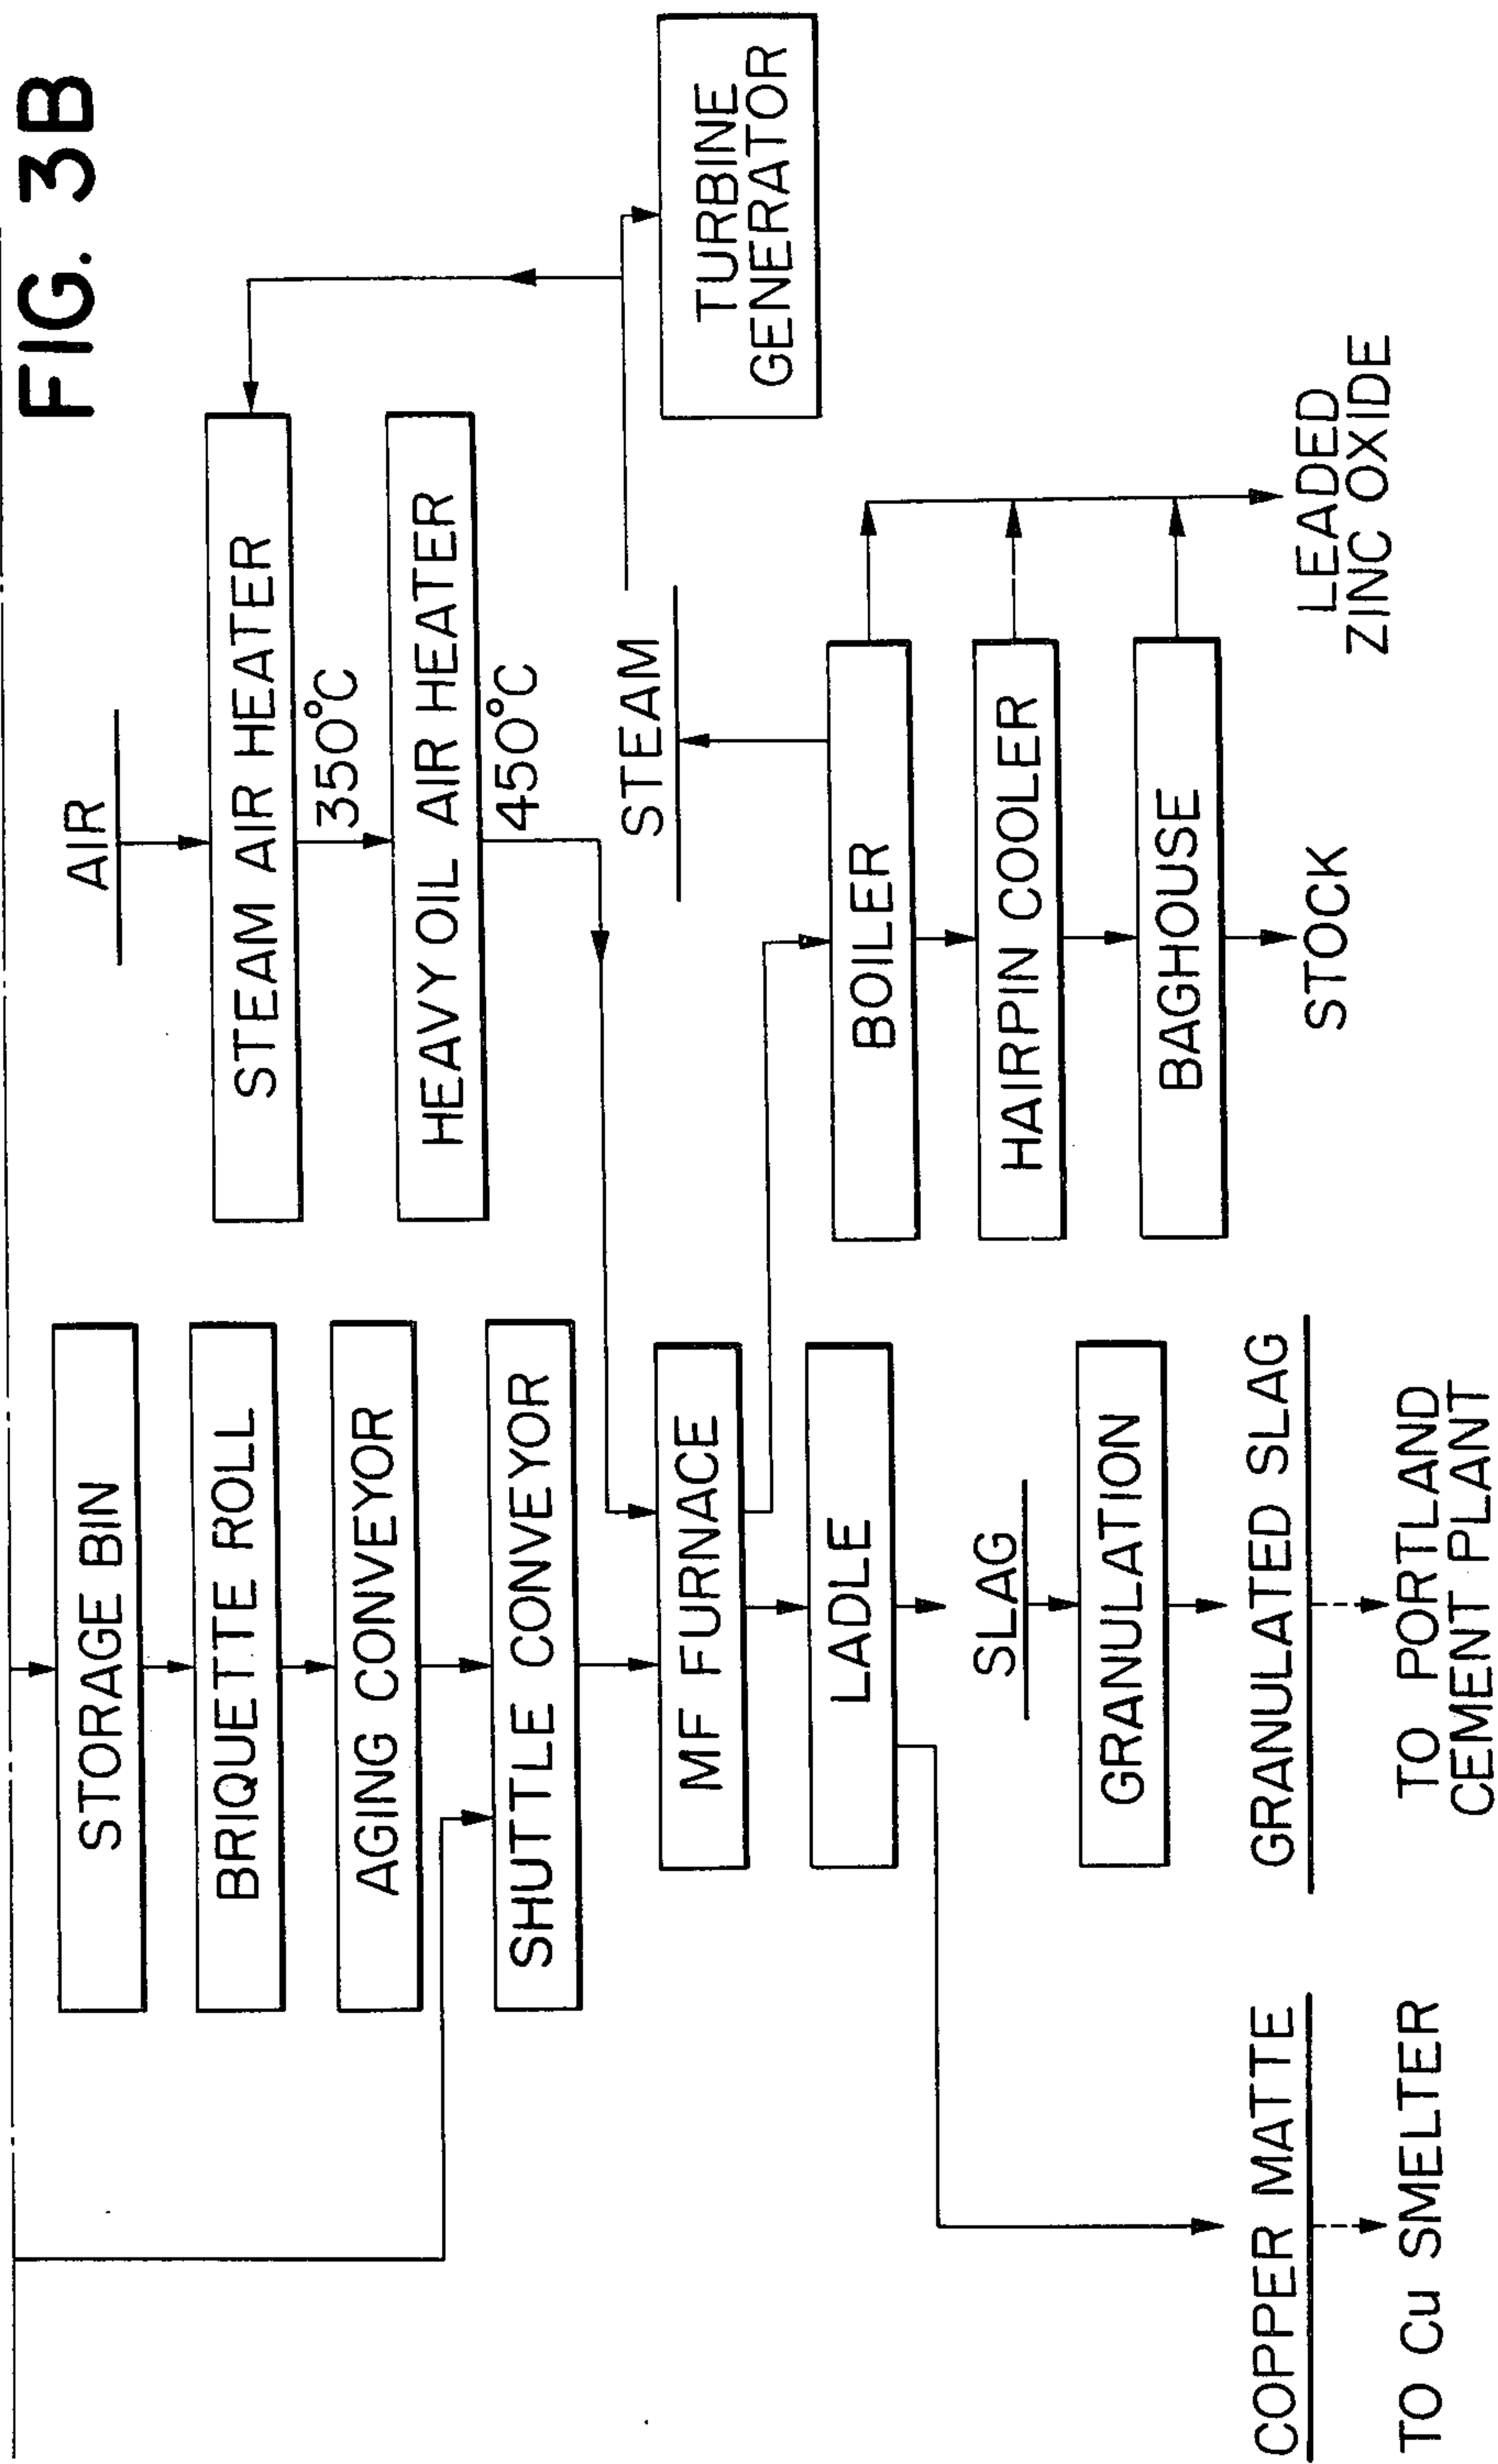 FIG. 3B
STORAGE BIN
BRIQUETTE ROLL
AGING CONVEYOR
SHUTTLE CONVEYOR
MF FURNACE
LADLE
SLAG
GRANULATION
GRANULATED SLAG
TO PORTLAND
CEMENT PLANT
COPPER MATTE
TO Cu SMELTER
AIR
STEAM AIR HEATER
350°C
HEAVY OIL AIR HEATER
450°C
STEAM
TURBINE
GENERATOR
BOILER
HAIRPIN COOLER
BAGHOUSE
STOCK
LEADED
ZINC OXIDE